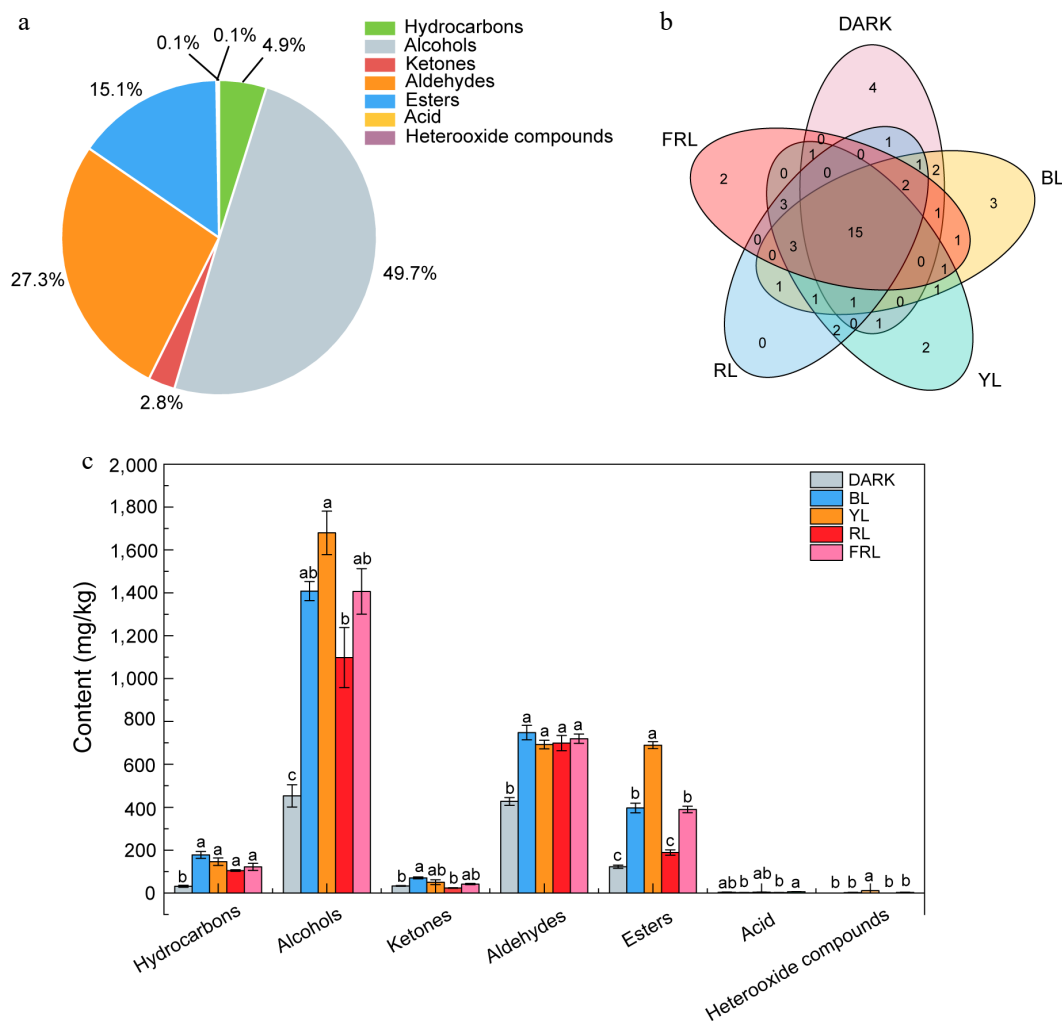 a
0.1%
0.1%
4.9%
15.1%
27.3%
2.8%
49.7%
Hydrocarbons
Alcohols
Ketones
Aldehydes
Esters
Acid
Heterooxide compounds
b
DARK
FRL
BL
RL
YL
4
0
1
1
0
1
2
2
0
0
2
3
3
1
1
0
3
15
0
0
0
1
1
1
1
1
0
1
2
0
1
0
2
c
2,000
1,800
1,600
1,400
1,200
1,000
800
600
400
200
0
Content (mg/kg)
DARK
BL
YL
RL
FRL
b a a a a
c ab a b ab
b a ab b ab
b a a a a
c b a c b
ab b ab b a
b b a b b
Hydrocarbons
Alcohols
Ketones
Aldehydes
Esters
Acid
Heterooxide compounds